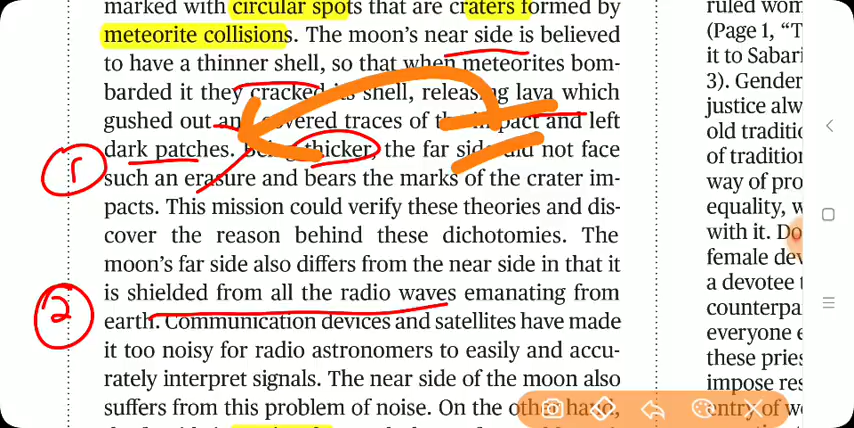 marked with circular spots that are craters formed by
meteorite collisions. The moon's near side is believed
to have a thinner shell, so that when meteorites bom-
barded it they cracked its shell, releasing lava which
gushed out and covered traces of the impact and left
dark patches. Being thicker, the far side did not face
such an erasure and bears the marks of the crater im-
pacts. This mission could verify these theories and dis-
cover the reason behind these dichotomies. The
moon's far side also differs from the near side in that it
is shielded from all the radio waves emanating from
earth. Communication devices and satellites have made
it too noisy for radio astronomers to easily and accu-
rately interpret signals. The near side of the moon also
suffers from this problem of noise. On the other hand,
1
2
ruled wom
(Page 1, “T
it to Sabari
3). Gender
justice alw
old traditio
of tradition
way of pro
equality, w
with it. Do
female dev
a devotee t
counterpa
everyone e
these pries
impose res
entry of w